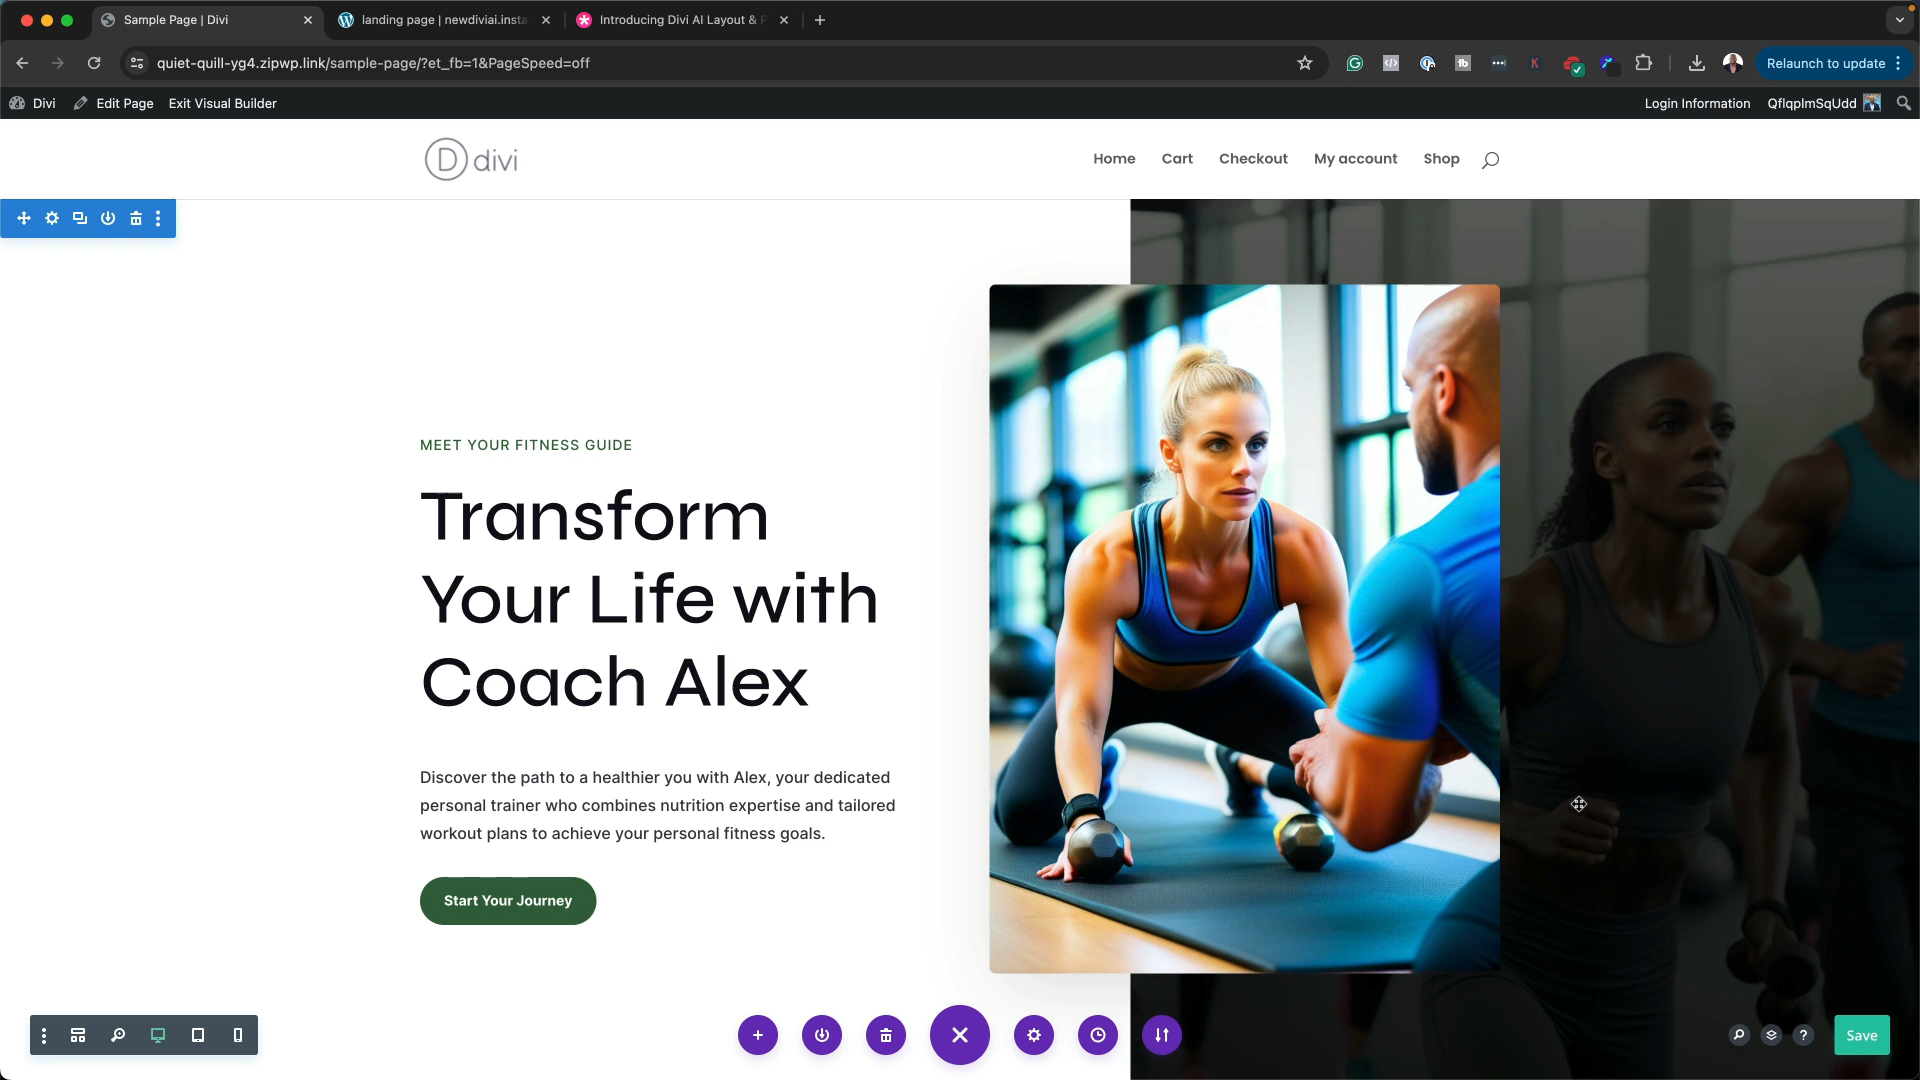 Sample Page | Divi
landing page | newdiviai.insta
Introducing Divi AI Layout & P
quiet-quill-yg4.zipwp.link/sample-page/?et_fb=1&PageSpeed=off
Relaunch to update
Divi
Edit Page
Exit Visual Builder
Login Information
D divi
Home
Cart
Checkout
My account
Shop
MEET YOUR FITNESS GUIDE
Transform
Your Life with
Coach Alex
Discover the path to a healthier you with Alex, your dedicated
personal trainer who combines nutrition expertise and tailored
workout plans to achieve your personal fitness goals.
Start Your Journey
Save